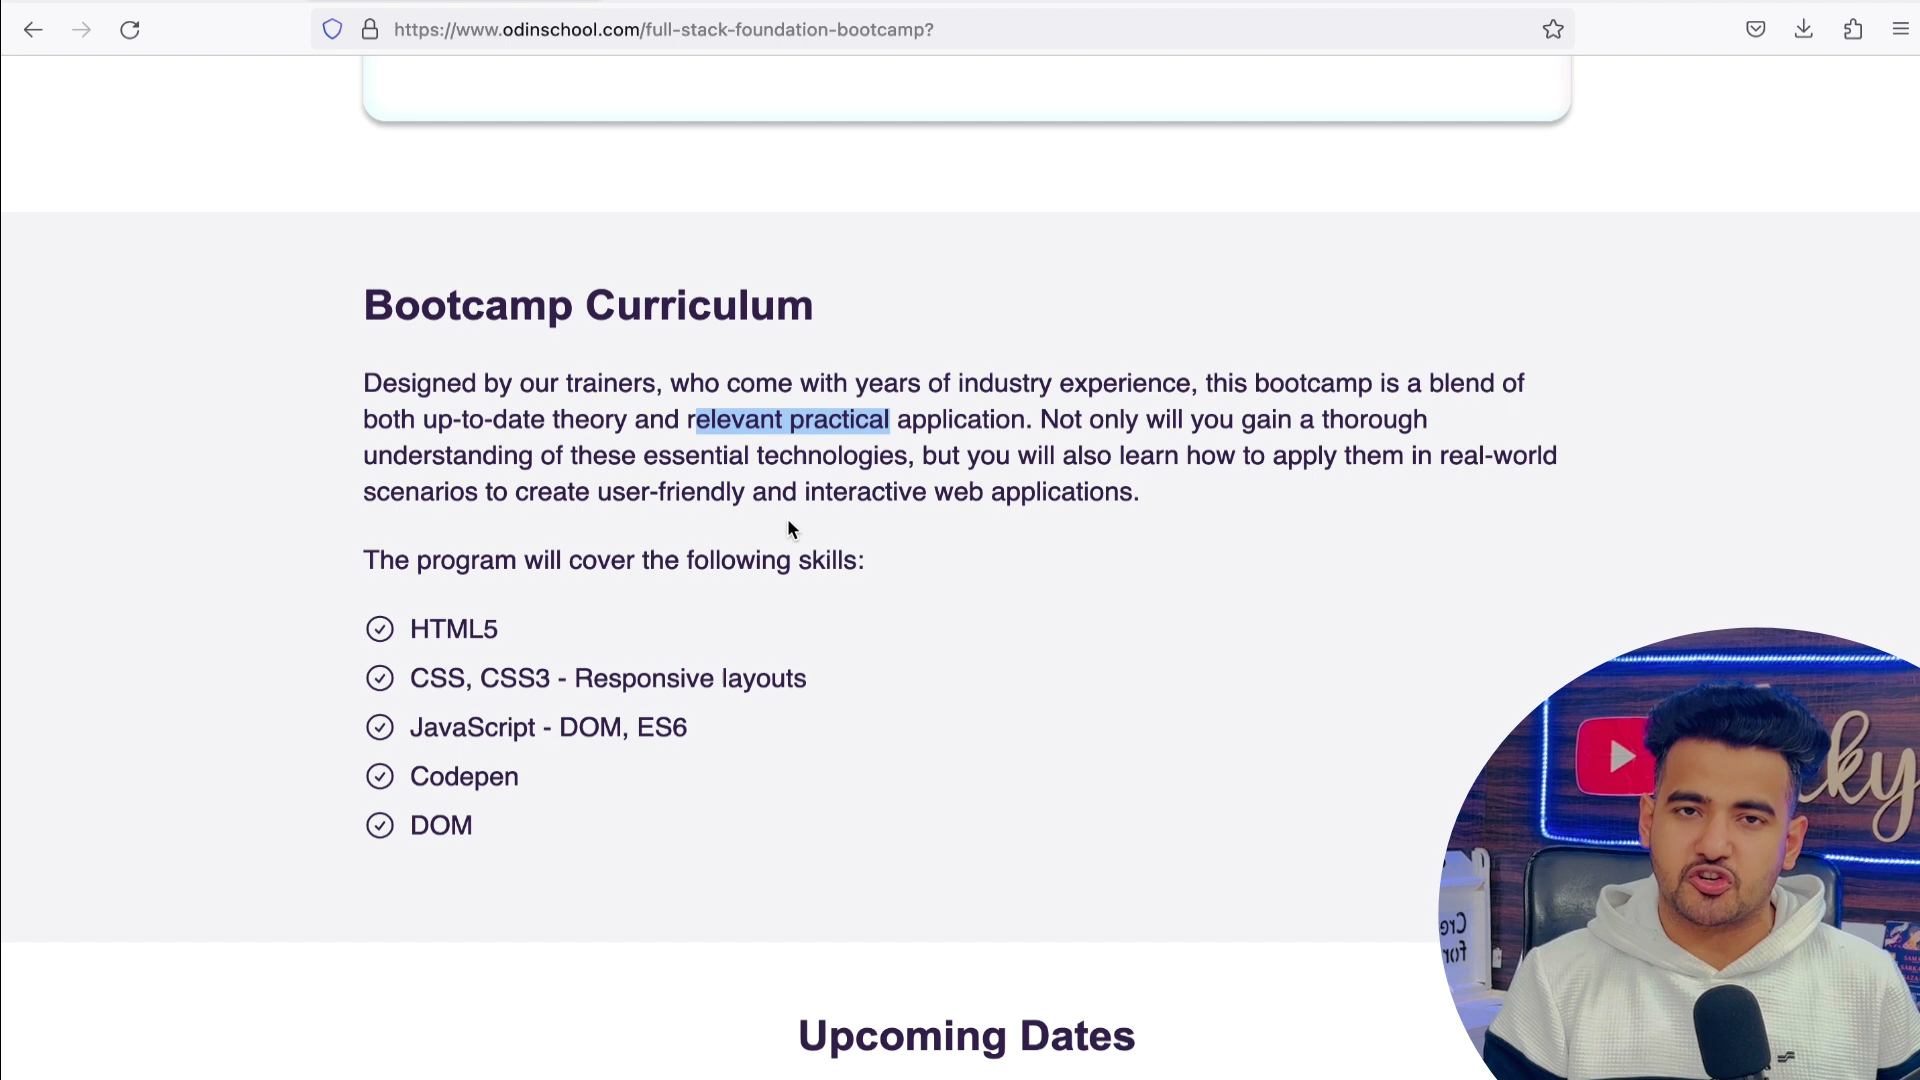 https://www.odinschool.com/full-stack-foundation-bootcamp?
Bootcamp Curriculum
Designed by our trainers, who come with years of industry experience, this bootcamp is a blend of
both up-to-date theory and relevant practical application. Not only will you gain a thorough
understanding of these essential technologies, but you will also learn how to apply them in real-world
scenarios to create user-friendly and interactive web applications.
The program will cover the following skills:
HTML5
CSS, CSS3 - Responsive layouts
JavaScript - DOM, ES6
Codepen
DOM
Upcoming Dates